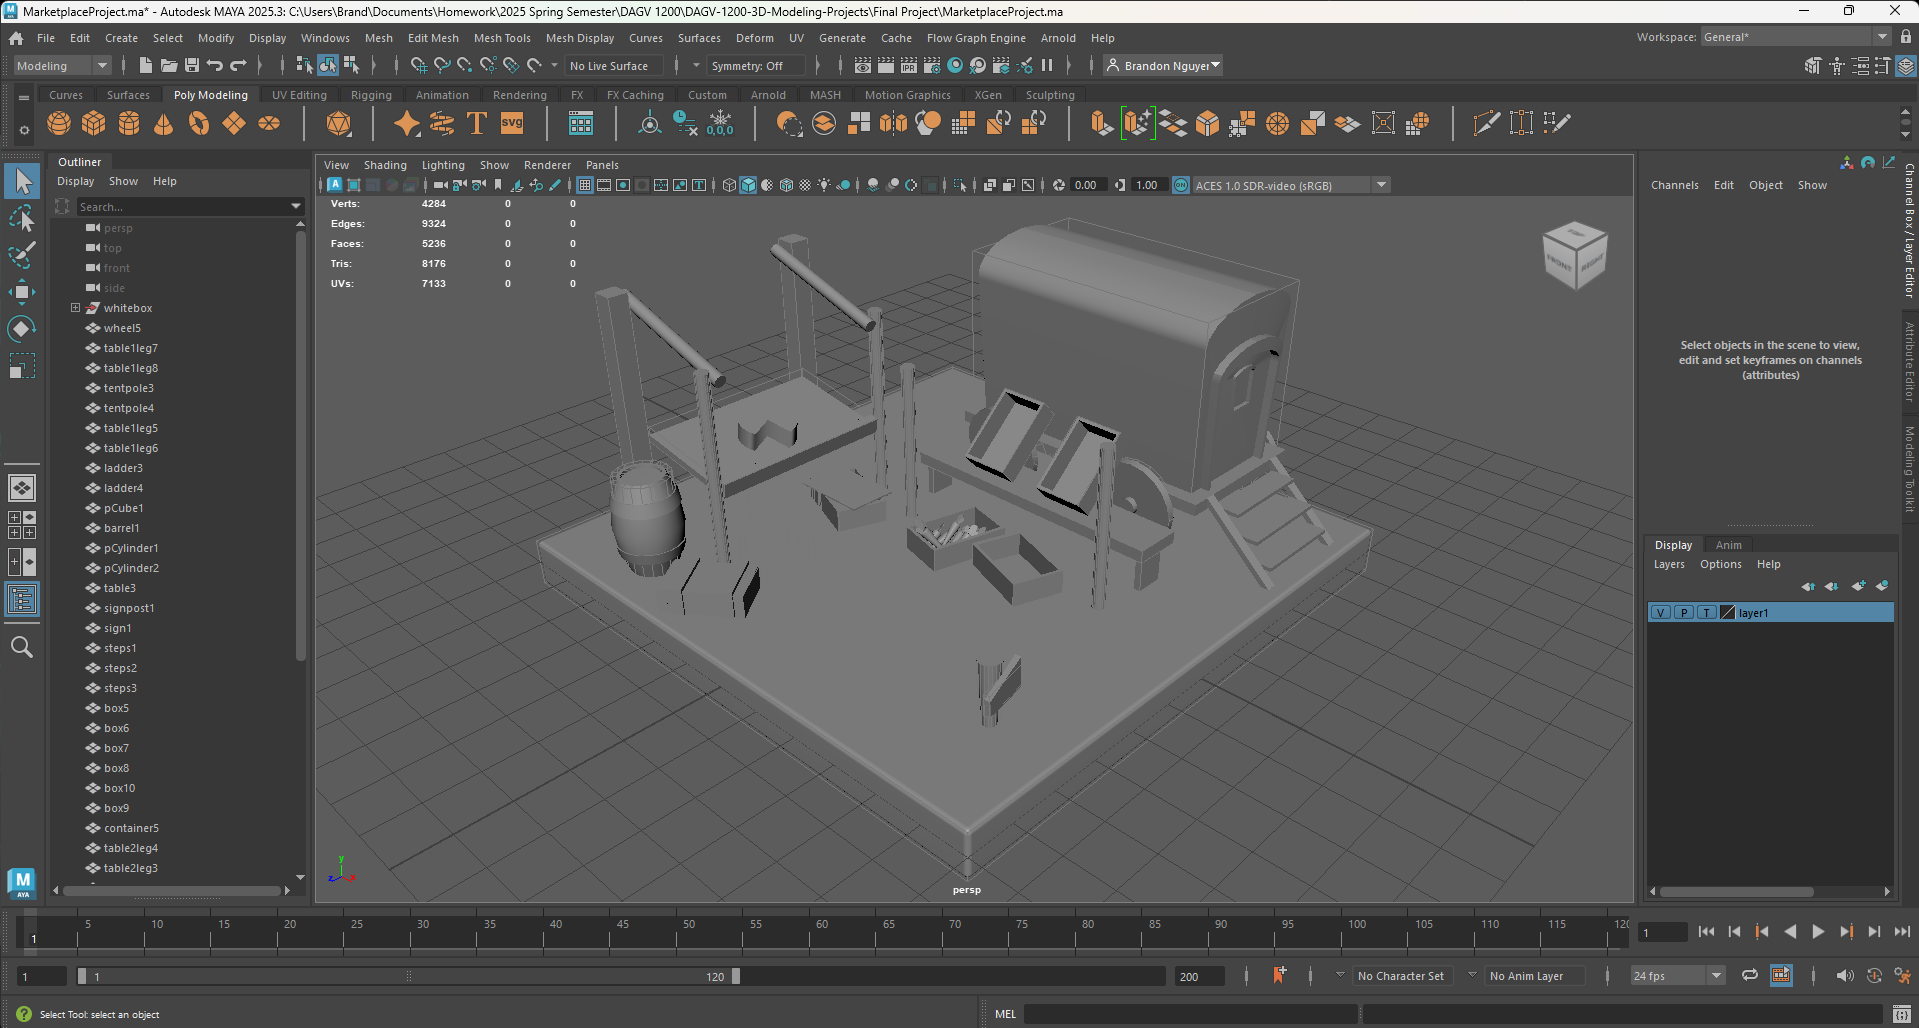 MarketplaceProject.ma* - Autodesk MAYA 2025.3: C:\Users\Brand\Documents\Homework\2025 Spring Semester\DAGV 1200\DAGV-1200-3D-Modeling-Projects\Final Project\MarketplaceProject.ma
File Edit Create Select Modify Display Windows Mesh Edit Mesh Mesh Tools Mesh Display Curves Surfaces Deform UV Generate Cache Flow Graph Engine Arnold Help
Workspace: General*
Modeling No Live Surface Symmetry: Off Brandon Nguyen
Curves Surfaces Poly Modeling UV Editing Rigging Animation Rendering FX FX Caching Custom Arnold MASH Motion Graphics XGen Sculpting
SVG
0,0,0
Outliner
Display Show Help
Search...
persp
top
front
side
whitebox
wheel5
table1leg7
table1leg8
tentpole3
tentpole4
table1leg5
table1leg6
ladder3
ladder4
pCube1
barrel1
pCylinder1
pCylinder2
table3
signpost1
sign1
steps1
steps2
steps3
box5
box6
box7
box8
box10
box9
container5
table2leg4
table2leg3
View Shading Lighting Show Renderer Panels
0.00 1.00 ACES 1.0 SDR-video (sRGB)
Verts: 4284 0 0
Edges: 9324 0 0
Faces: 5236 0 0
Tris: 8176 0 0
UVs: 7133 0 0
FRONT RIGHT
persp
y
z x
Channels Edit Object Show
Select objects in the scene to view,
edit and set keyframes on channels
(attributes)
Channel Box / Layer Editor
Attribute Editor
Modeling Toolkit
Display Anim
Layers Options Help
V P T layer1
M
AYA
1 5 10 15 20 25 30 35 40 45 50 55 60 65 70 75 80 85 90 95 100 105 110 115 120
1
1 1 120 200 No Character Set No Anim Layer 24 fps
Select Tool: select an object
MEL